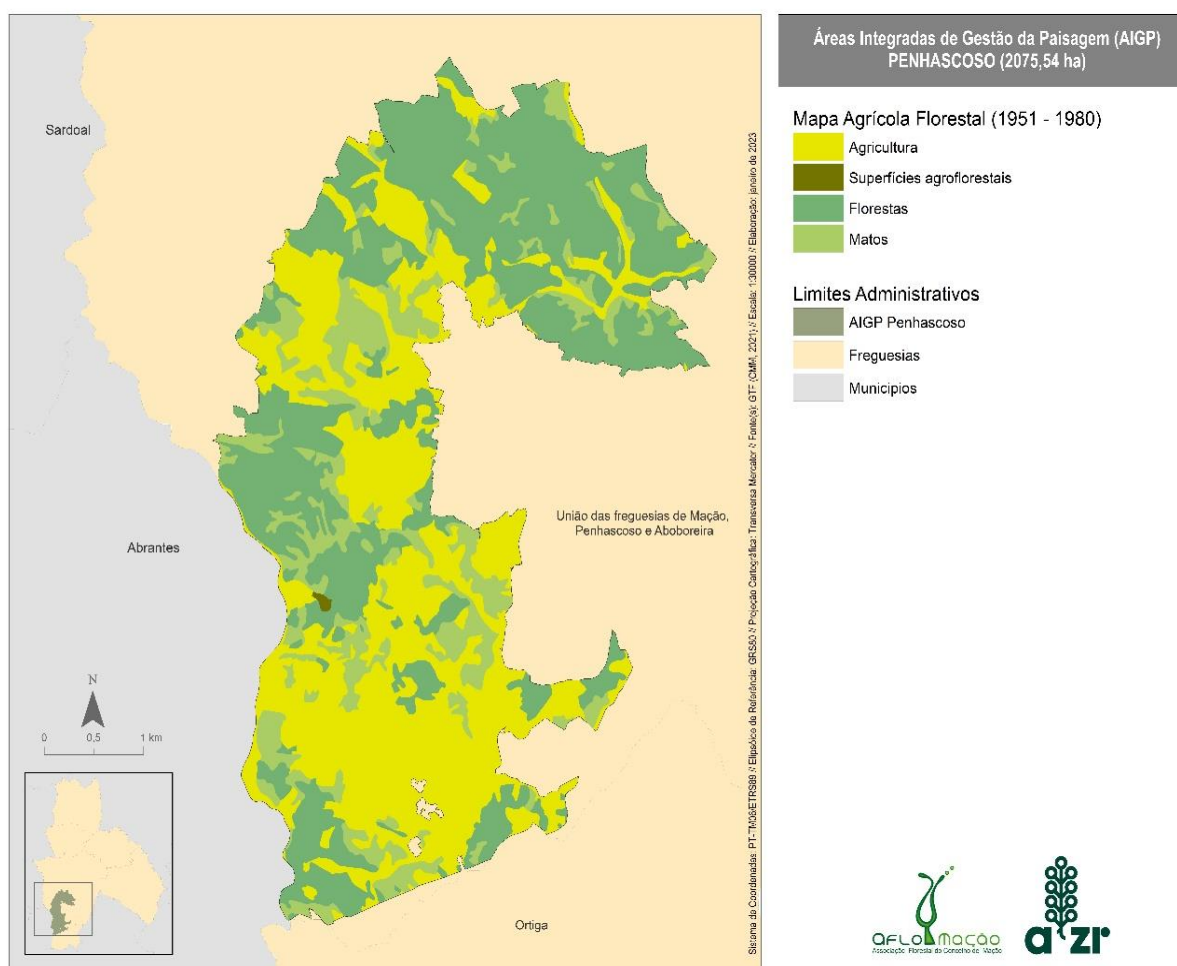 Áreas Integradas de Gestão da Paisagem (AIGP)
PENHASCOSO (2075,54 ha)
Mapa Agrícola Florestal (1951 - 1980)
Agricultura
Superfícies agroflorestais
Florestas
Matos
Limites Administrativos
AIGP Penhascoso
Freguesias
Municípios
Sardoal
Abrantes
União das freguesias de Mação,
Penhascoso e Aboboreira
Ortiga
N
0 0,5 1 km
Sistema de Coordenadas: PT-TM06/ETRS89 // Elipsóide de Referência: GRS80 // Projeção Cartográfica: Transversa Mercator // Fonte(s): GTF (CMM, 2021) // Escala: 1:30000 // Elaboração: janeiro de 2023
aflomação
Associação Florestal do Concelho de Mação
aZR